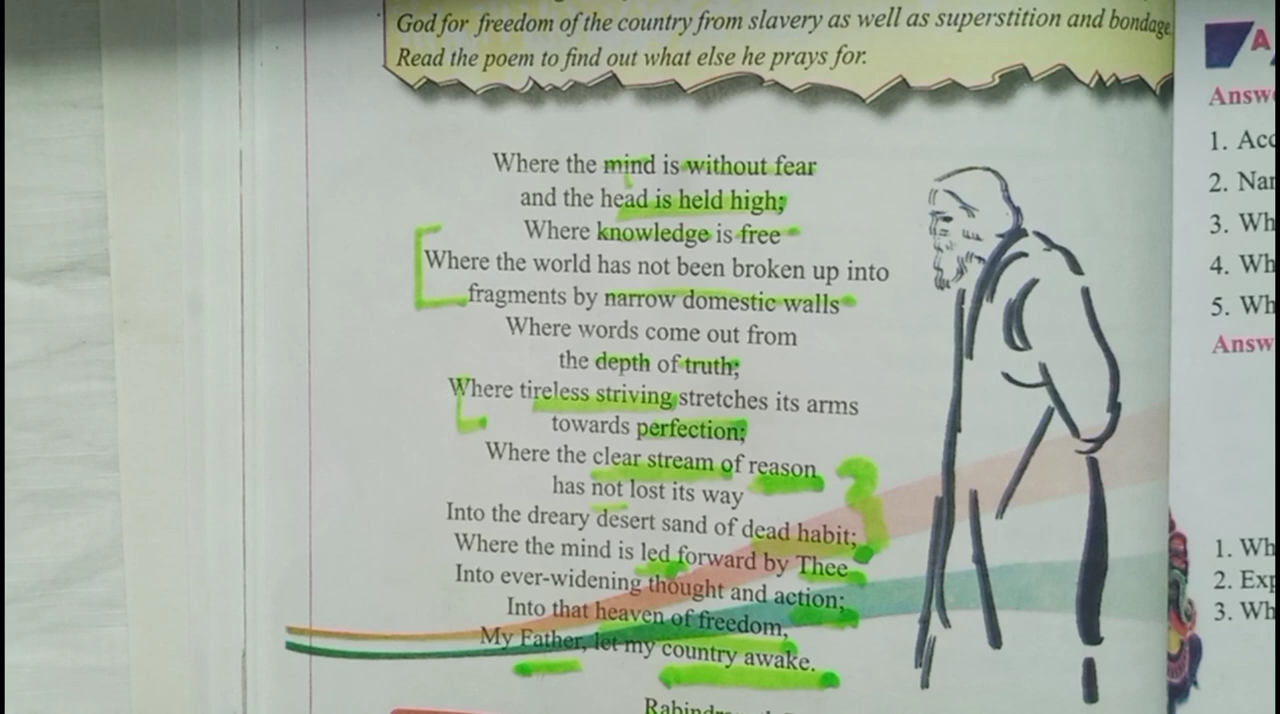 God for freedom of the country from slavery as well as superstition and bondage
Read the poem to find out what else he prays for.
Where the mind is without fear
and the head is held high;
Where knowledge is free
Where the world has not been broken up into
fragments by narrow domestic walls
Where words come out from
the depth of truth;
Where tireless striving stretches its arms
towards perfection;
Where the clear stream of reason
has not lost its way
Into the dreary desert sand of dead habit;
Where the mind is led forward by Thee
Into ever-widening thought and action;
Into that heaven of freedom,
My Father, let my country awake.
A
Answ
1. Acc
2. Nar
3. Wh
4. Wh
5. Wh
Answ
1. Wh
2. Exp
3. Wh